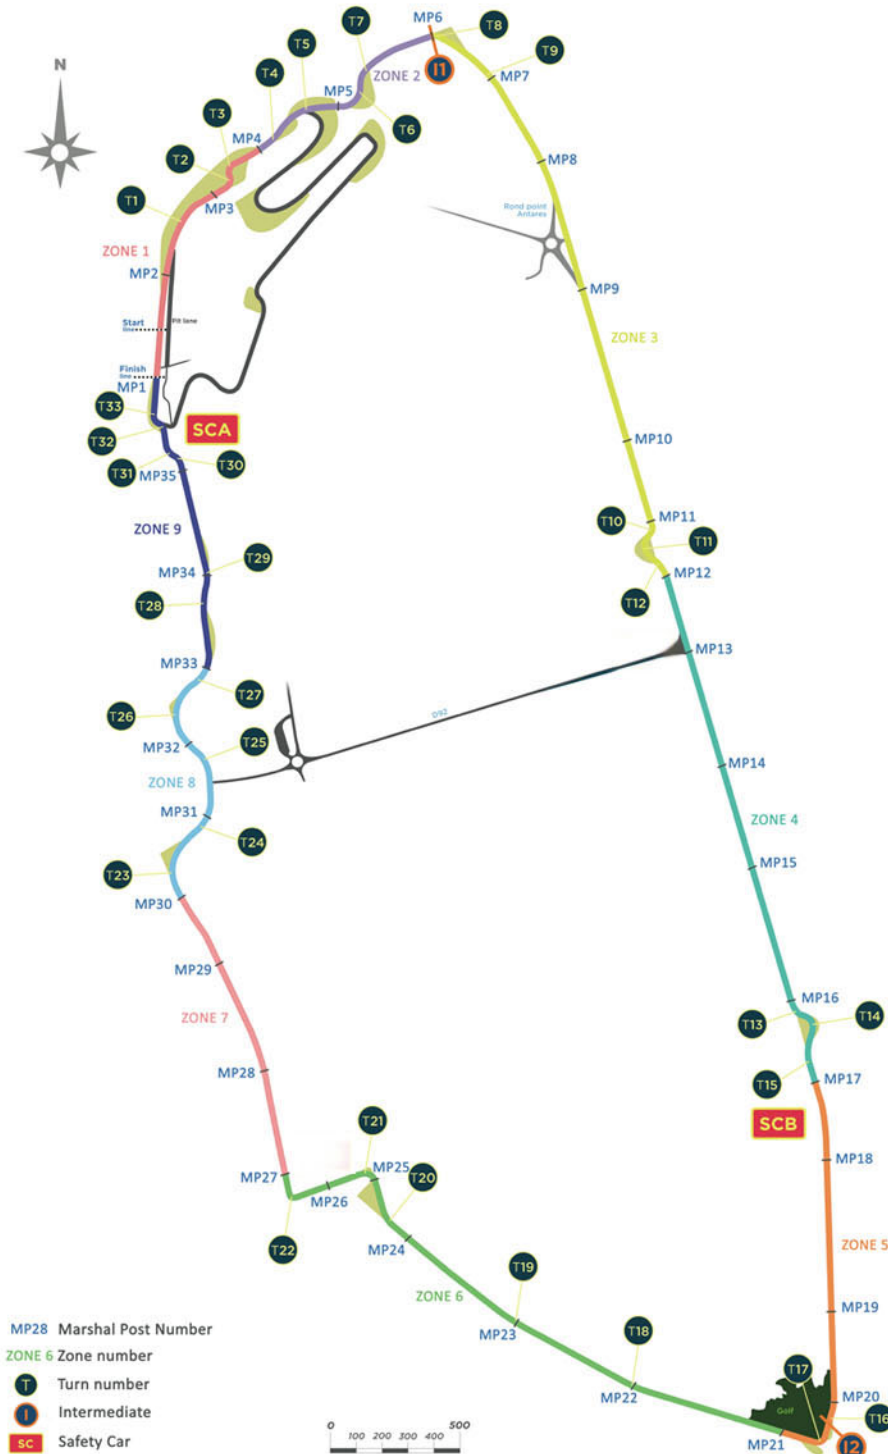 MP6
T7
T8
N
T5
I1
ZONE 2
T9
T4
MP7
MP5
T3
T6
MP4
T2
MP8
MP3
T1
Rond point
Antares
ZONE 1
MP2
MP9
Start
line
Pit lane
ZONE 3
Finish
line
MP1
T33
SCA
T32
MP10
T31
T30
MP35
T10
MP11
ZONE 9
T11
T29
MP34
MP12
T28
T12
MP13
MP33
T27
T26
D92
T25
MP32
MP14
ZONE 8
MP31
ZONE 4
T24
T23
MP15
MP30
MP29
MP16
ZONE 7
T13
T14
MP28
MP17
T15
T21
SCB
MP18
MP27
MP25
T20
MP26
T22
MP24
ZONE 5
T19
ZONE 6
MP19
MP28 Marshal Post Number
MP23
T18
ZONE 6 Zone number
T17
T Turn number
MP22
MP20
I Intermediate
Golf
T16
SC Safety Car
MP21
I2
0 500
100 200 300 400